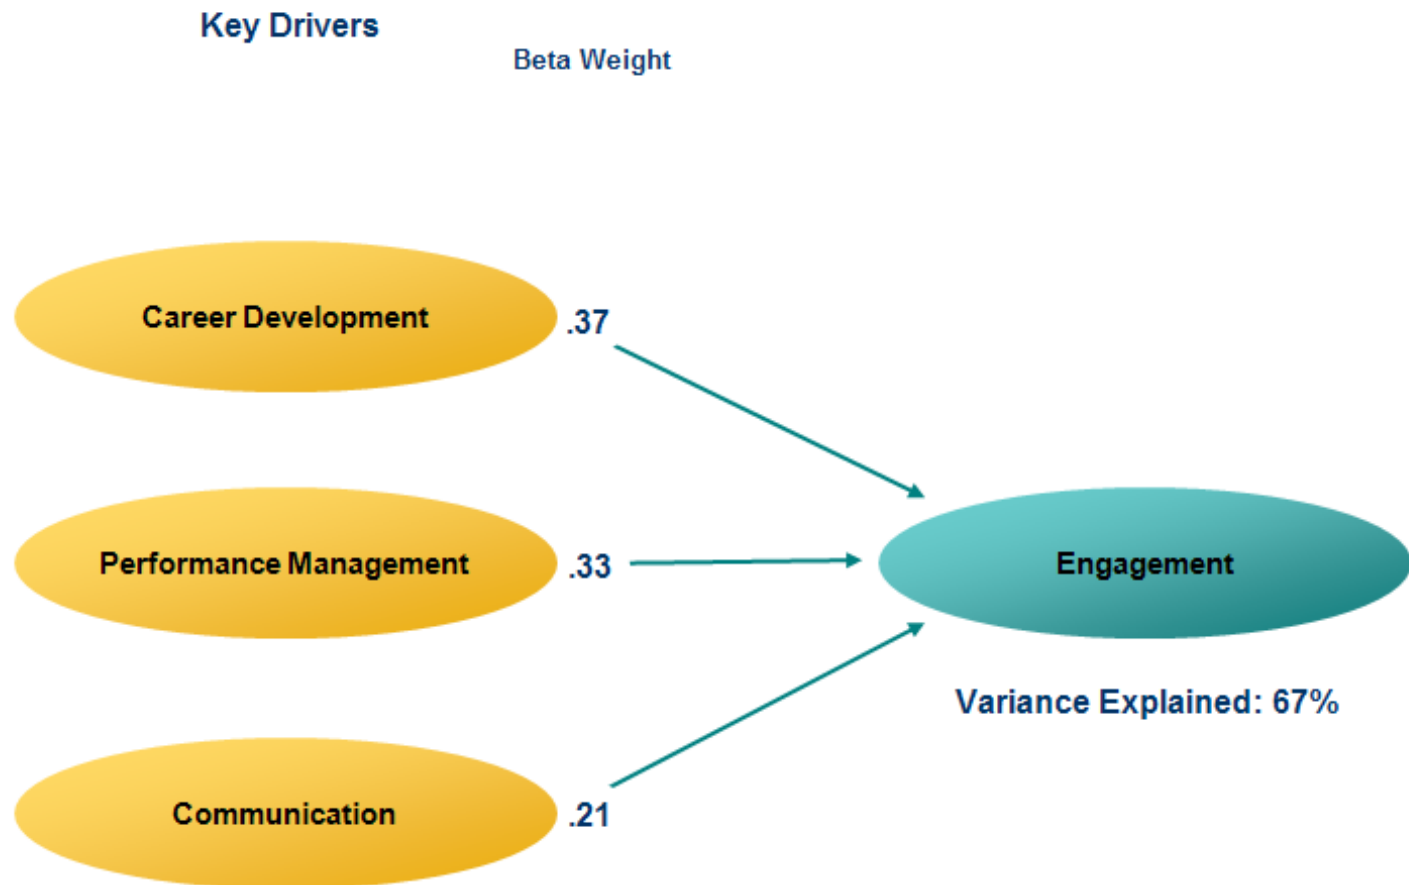 Key Drivers
Beta Weight
Career Development
.37
Performance Management
.33
Engagement
Variance Explained: 67%
Communication
.21